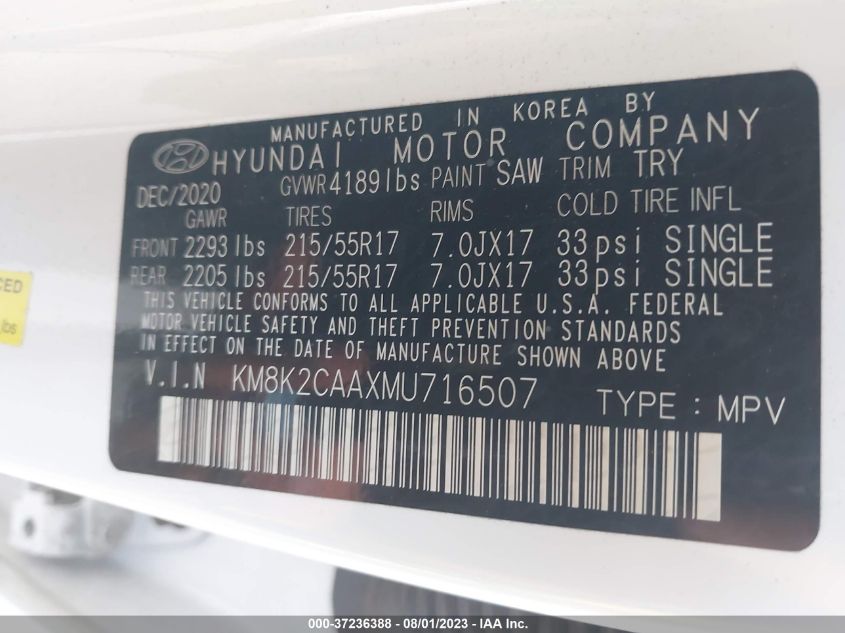 MANUFACTURED IN KOREA BY
HYUNDAI MOTOR COMPANY
DEC/2020 GVWR 4189lbs PAINT SAW TRIM TRY
GAWR TIRES RIMS COLD TIRE INFL
FRONT 2293lbs 215/55R17 7.0JX17 33psi SINGLE
REAR 2205lbs 215/55R17 7.0JX17 33psi SINGLE
THIS VEHICLE CONFORMS TO ALL APPLICABLE U.S.A. FEDERAL
MOTOR VEHICLE SAFETY AND THEFT PREVENTION STANDARDS
IN EFFECT ON THE DATE OF MANUFACTURE SHOWN ABOVE
V.I.N KM8K2CAAXMU716507 TYPE : MPV
lbs
000-37236388 - 08/01/2023 - IAA Inc.